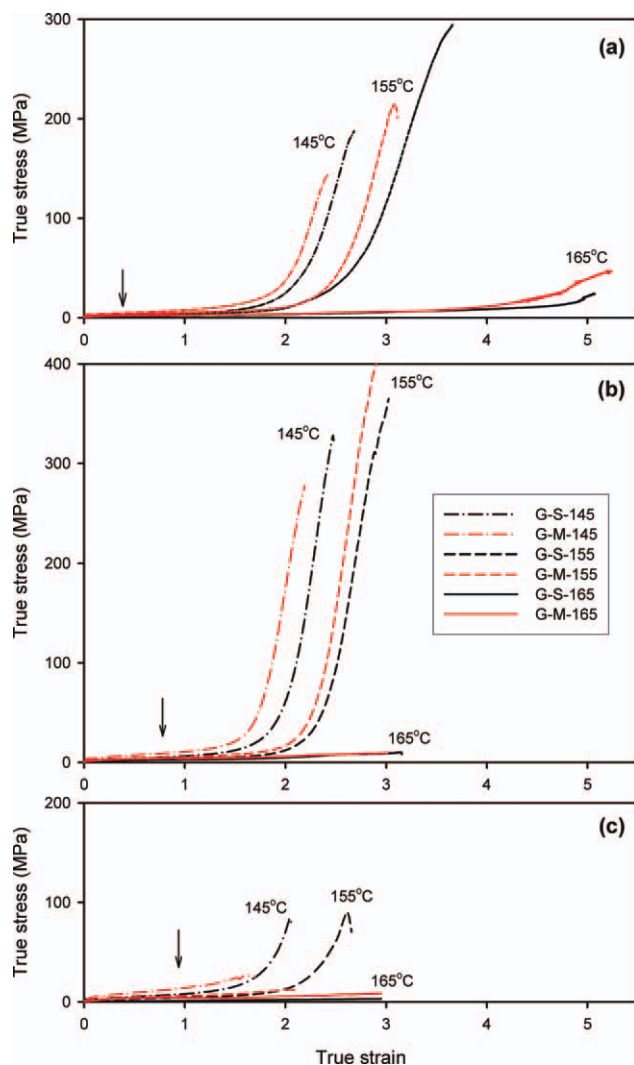 300
(a)
155°C
200
145°C
True stress (MPa)
100
165°C
0
0 1 2 3 4 5
400
(b)
155°C
145°C
300
G-S-145
G-M-145
G-S-155
G-M-155
G-S-165
G-M-165
200
True stress (MPa)
100
165°C
0
0 1 2 3 4 5
200
(c)
True stress (MPa)
155°C
145°C
100
165°C
0
0 1 2 3 4 5
True strain